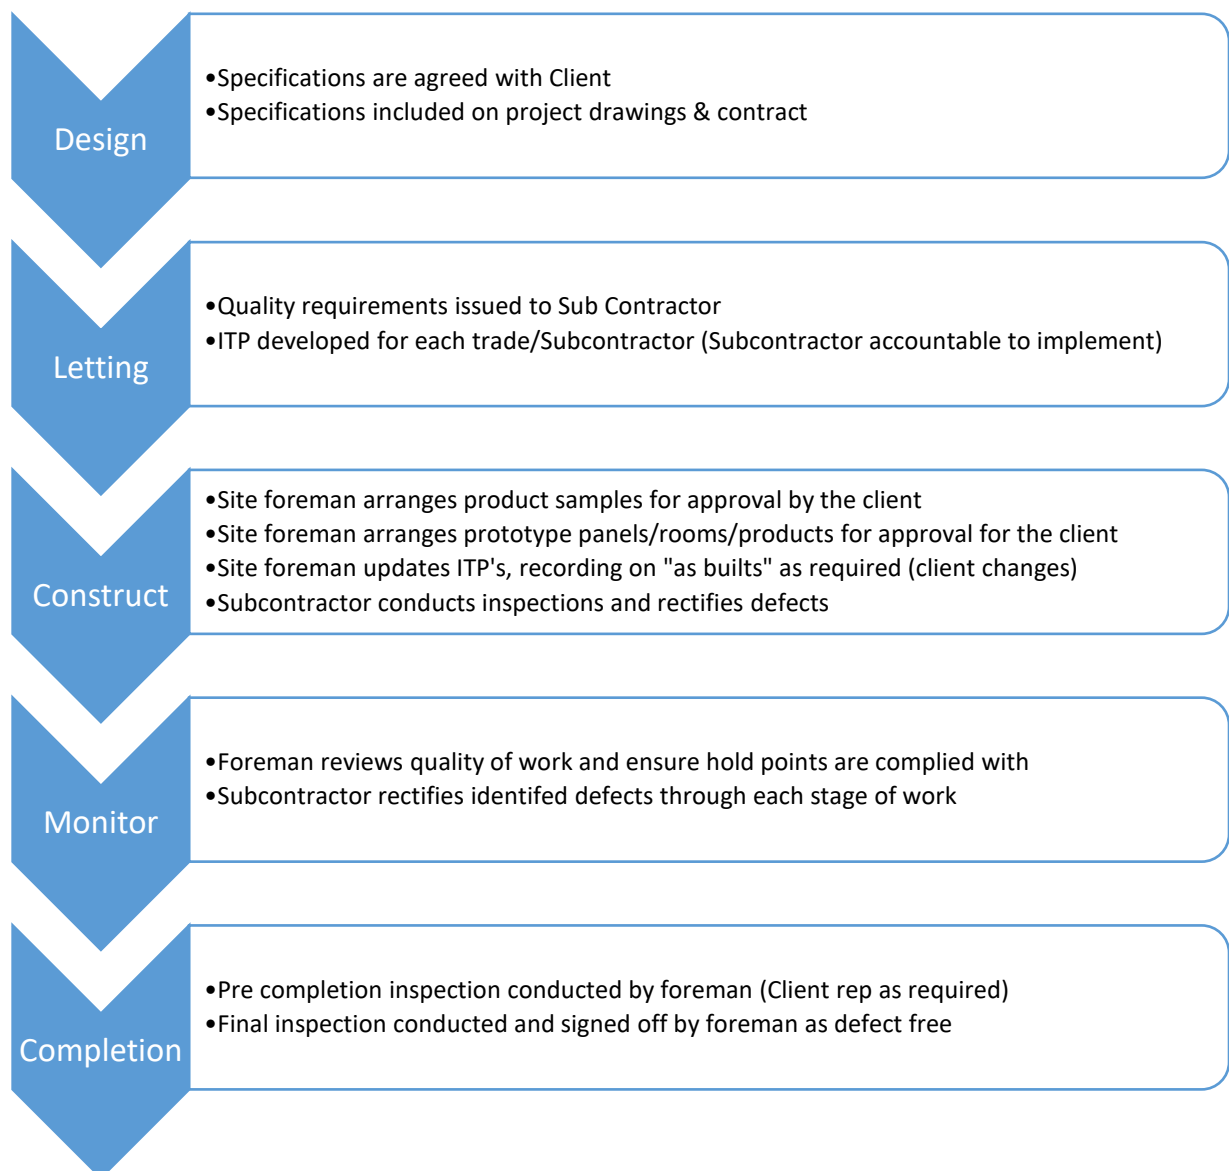 Design
•Specifications are agreed with Client
•Specifications included on project drawings & contract
Letting
•Quality requirements issued to Sub Contractor
•ITP developed for each trade/Subcontractor (Subcontractor accountable to implement)
Construct
•Site foreman arranges product samples for approval by the client
•Site foreman arranges prototype panels/rooms/products for approval for the client
•Site foreman updates ITP's, recording on "as builts" as required (client changes)
•Subcontractor conducts inspections and rectifies defects
Monitor
•Foreman reviews quality of work and ensure hold points are complied with
•Subcontractor rectifies identifed defects through each stage of work
Completion
•Pre completion inspection conducted by foreman (Client rep as required)
•Final inspection conducted and signed off by foreman as defect free